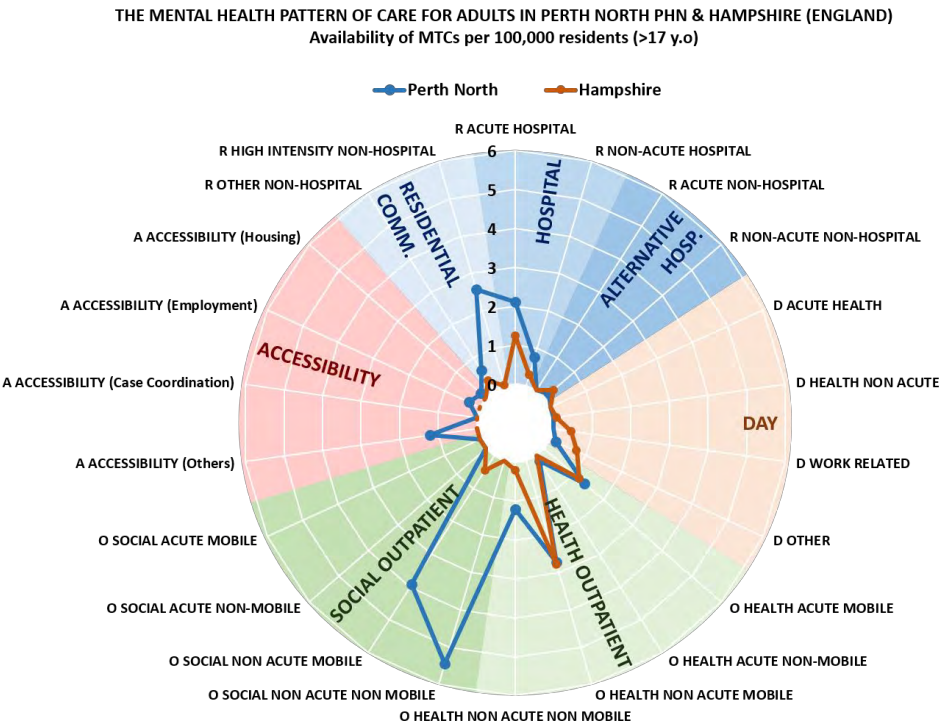 THE MENTAL HEALTH PATTERN OF CARE FOR ADULTS IN PERTH NORTH PHN & HAMPSHIRE (ENGLAND)
Availability of MTCs per 100,000 residents (>17 y.o)
Perth North
Hampshire
R ACUTE HOSPITAL
R NON-ACUTE HOSPITAL
R ACUTE NON-HOSPITAL
R NON-ACUTE NON-HOSPITAL
D ACUTE HEALTH
D HEALTH NON ACUTE
D WORK RELATED
D OTHER
O HEALTH ACUTE MOBILE
O HEALTH ACUTE NON-MOBILE
O HEALTH NON ACUTE MOBILE
O HEALTH NON ACUTE NON MOBILE
O SOCIAL NON ACUTE NON MOBILE
O SOCIAL NON ACUTE MOBILE
O SOCIAL ACUTE NON-MOBILE
O SOCIAL ACUTE MOBILE
A ACCESSIBILITY (Others)
A ACCESSIBILITY (Case Coordination)
A ACCESSIBILITY (Employment)
A ACCESSIBILITY (Housing)
R OTHER NON-HOSPITAL
R HIGH INTENSITY NON-HOSPITAL
6
5
4
3
2
1
0
HOSPITAL
ALTERNATIVE
HOSP.
DAY
HEALTH OUTPATIENT
SOCIAL OUTPATIENT
ACCESSIBILITY
RESIDENTIAL
COMM.